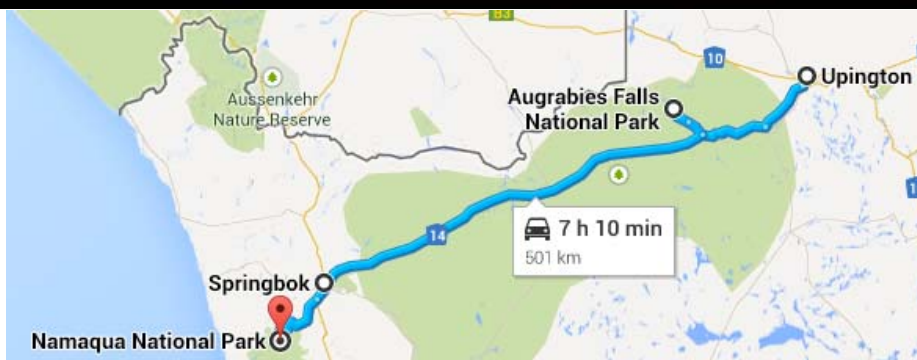 B3
10
Upington
Augrabies Falls
National Park
Aussenkehr
Nature Reserve
14
7 h 10 min
501 km
Springbok
Namaqua National Park